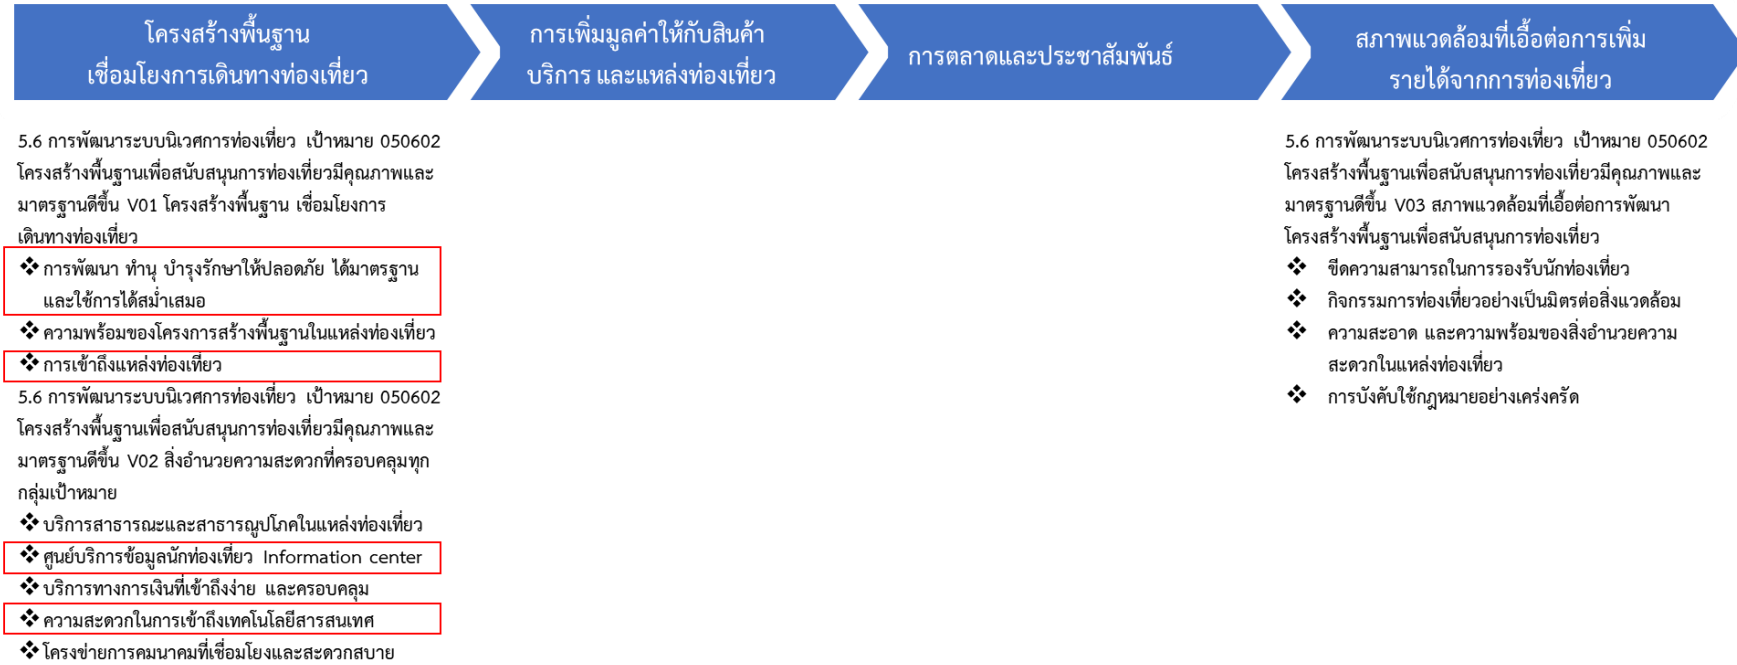 โครงสร้างพื้นฐาน
เชื่อมโยงการเดินทางท่องเที่ยว
การเพิ่มมูลค่าให้กับสินค้า
บริการ และแหล่งท่องเที่ยว
การตลาดและประชาสัมพันธ์
สภาพแวดล้อมที่เอื้อต่อการเพิ่ม
รายได้จากการท่องเที่ยว
5.6 การพัฒนาระบบนิเวศการท่องเที่ยว เป้าหมาย 050602
โครงสร้างพื้นฐานเพื่อสนับสนุนการท่องเที่ยวมีคุณภาพและ
มาตรฐานดีขึ้น V01 โครงสร้างพื้นฐาน เชื่อมโยงการ
เดินทางท่องเที่ยว
❖ การพัฒนา ทำนุ บำรุงรักษาให้ปลอดภัย ได้มาตรฐาน
และใช้การได้สม่ำเสมอ
❖ ความพร้อมของโครงการสร้างพื้นฐานในแหล่งท่องเที่ยว
❖ การเข้าถึงแหล่งท่องเที่ยว
5.6 การพัฒนาระบบนิเวศการท่องเที่ยว เป้าหมาย 050602
โครงสร้างพื้นฐานเพื่อสนับสนุนการท่องเที่ยวมีคุณภาพและ
มาตรฐานดีขึ้น V02 สิ่งอำนวยความสะดวกที่ครอบคลุมทุก
กลุ่มเป้าหมาย
❖ บริการสาธารณะและสาธารณูปโภคในแหล่งท่องเที่ยว
❖ ศูนย์บริการข้อมูลนักท่องเที่ยว Information center
❖ บริการทางการเงินที่เข้าถึงง่าย และครอบคลุม
❖ ความสะดวกในการเข้าถึงเทคโนโลยีสารสนเทศ
❖ โครงข่ายการคมนาคมที่เชื่อมโยงและสะดวกสบาย
5.6 การพัฒนาระบบนิเวศการท่องเที่ยว เป้าหมาย 050602
โครงสร้างพื้นฐานเพื่อสนับสนุนการท่องเที่ยวมีคุณภาพและ
มาตรฐานดีขึ้น V03 สภาพแวดล้อมที่เอื้อต่อการพัฒนา
โครงสร้างพื้นฐานเพื่อสนับสนุนการท่องเที่ยว
❖ ขีดความสามารถในการรองรับนักท่องเที่ยว
❖ กิจกรรมการท่องเที่ยวอย่างเป็นมิตรต่อสิ่งแวดล้อม
❖ ความสะอาด และความพร้อมของสิ่งอำนวยความ
สะดวกในแหล่งท่องเที่ยว
❖ การบังคับใช้กฎหมายอย่างเคร่งครัด